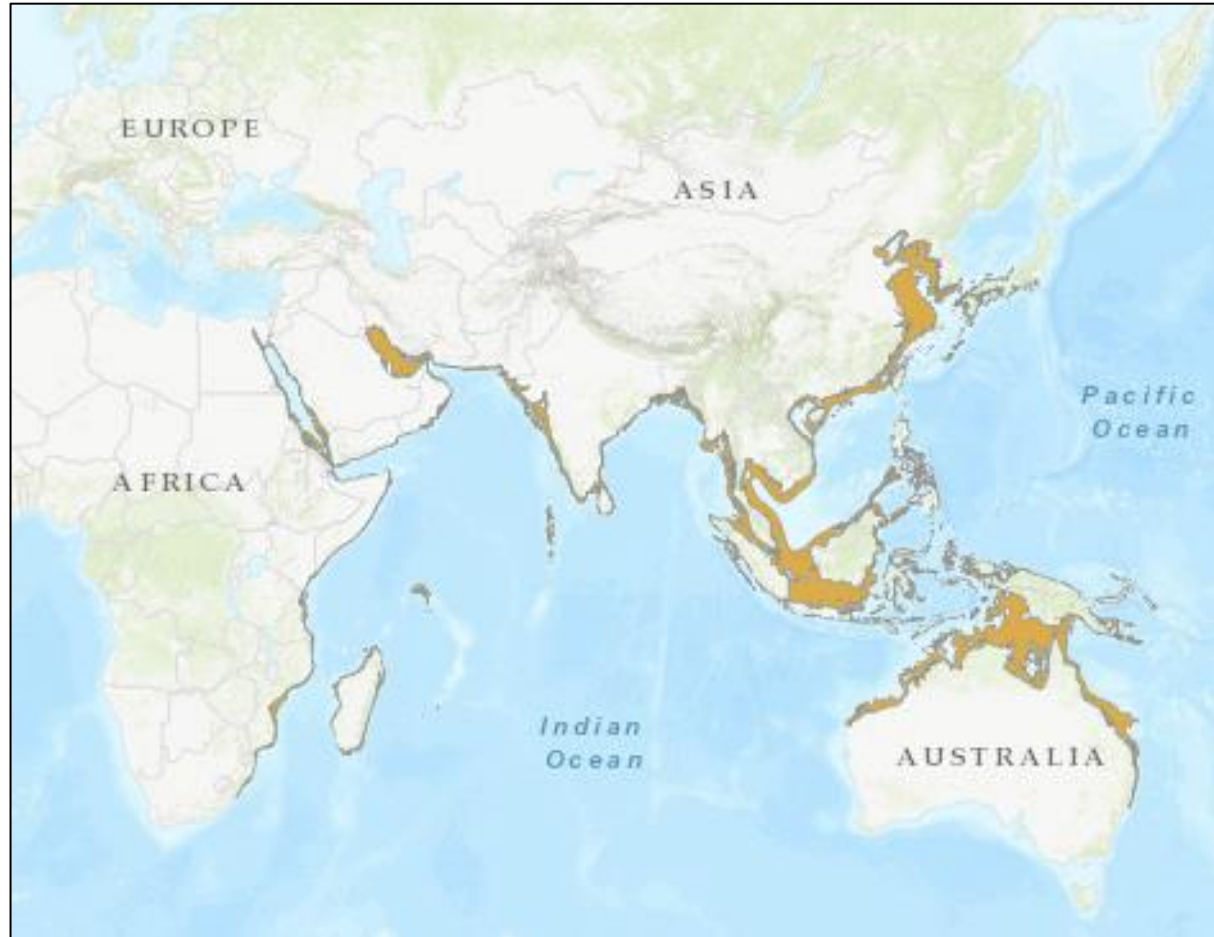 EUROPE
ASIA
Pacific
Ocean
AFRICA
Indian
Ocean
AUSTRALIA